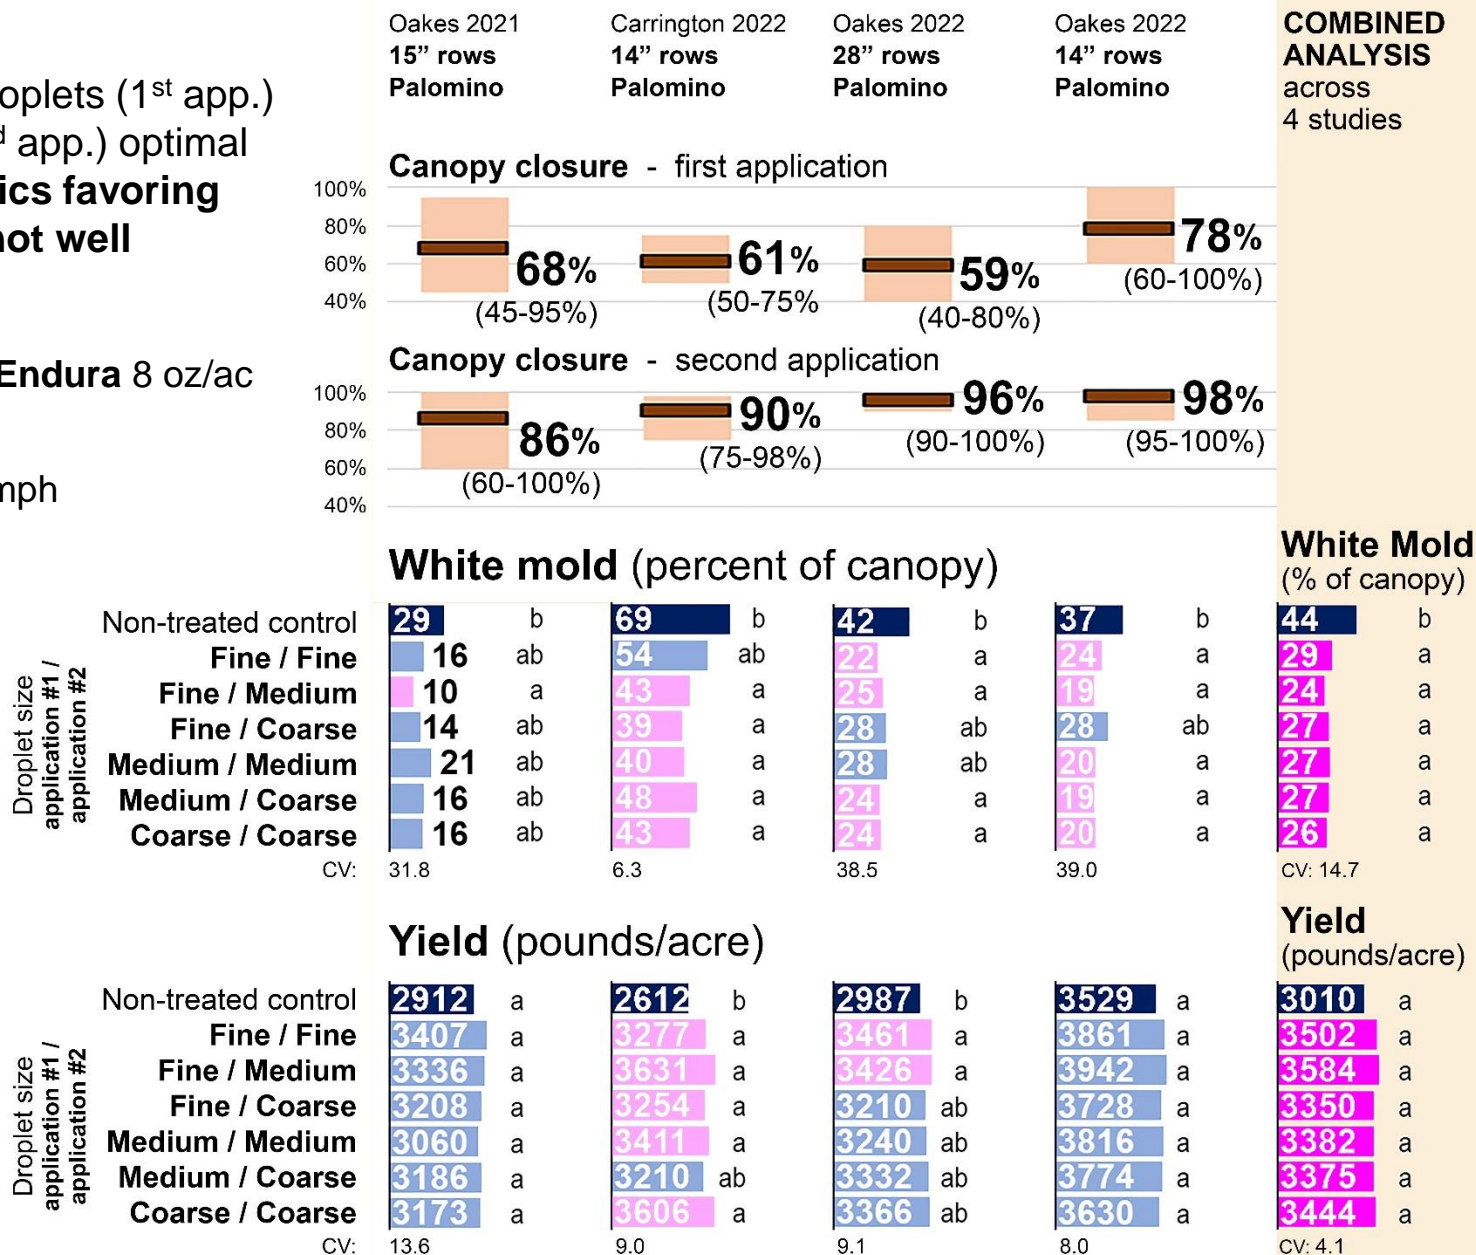 Oakes 2021 Carrington 2022 Oakes 2022 Oakes 2022 COMBINED
15” rows 14” rows 28” rows 14” rows ANALYSIS
Palomino Palomino Palomino Palomino across
4 studies
(1st app.)
app.) optimal
favoring
not well
Endura 8 oz/ac
mph
Canopy closure - first application
100%
80%
60%
40%
68% 61% 59% 78%
(45-95%) (50-75% (40-80%) (60-100%)
Canopy closure - second application
100%
80%
60%
40%
86% 90% 96% 98%
(60-100%) (75-98%) (90-100%) (95-100%)
White mold (percent of canopy) White Mold
(% of canopy)
Droplet size
application #1 /
application #2
Non-treated control 29 b 69 b 42 b 37 b 44 b
Fine / Fine 16 ab 54 ab 22 a 24 a 29 a
Fine / Medium 10 a 43 a 25 a 19 a 24 a
Fine / Coarse 14 ab 39 a 28 ab 28 ab 27 a
Medium / Medium 21 ab 40 a 28 ab 20 a 27 a
Medium / Coarse 16 ab 48 a 24 a 19 a 27 a
Coarse / Coarse 16 ab 43 a 24 a 20 a 26 a
CV: 31.8 6.3 38.5 39.0 CV: 14.7
Yield (pounds/acre) Yield
(pounds/acre)
Droplet size
application #1 /
application #2
Non-treated control 2912 a 2612 b 2987 b 3529 a 3010 a
Fine / Fine 3407 a 3277 a 3461 a 3861 a 3502 a
Fine / Medium 3336 a 3631 a 3426 a 3942 a 3584 a
Fine / Coarse 3208 a 3254 a 3210 ab 3728 a 3350 a
Medium / Medium 3060 a 3411 a 3240 ab 3816 a 3382 a
Medium / Coarse 3186 a 3210 ab 3332 ab 3774 a 3375 a
Coarse / Coarse 3173 a 3606 a 3366 ab 3630 a 3444 a
CV: 13.6 9.0 9.1 8.0 CV: 4.1